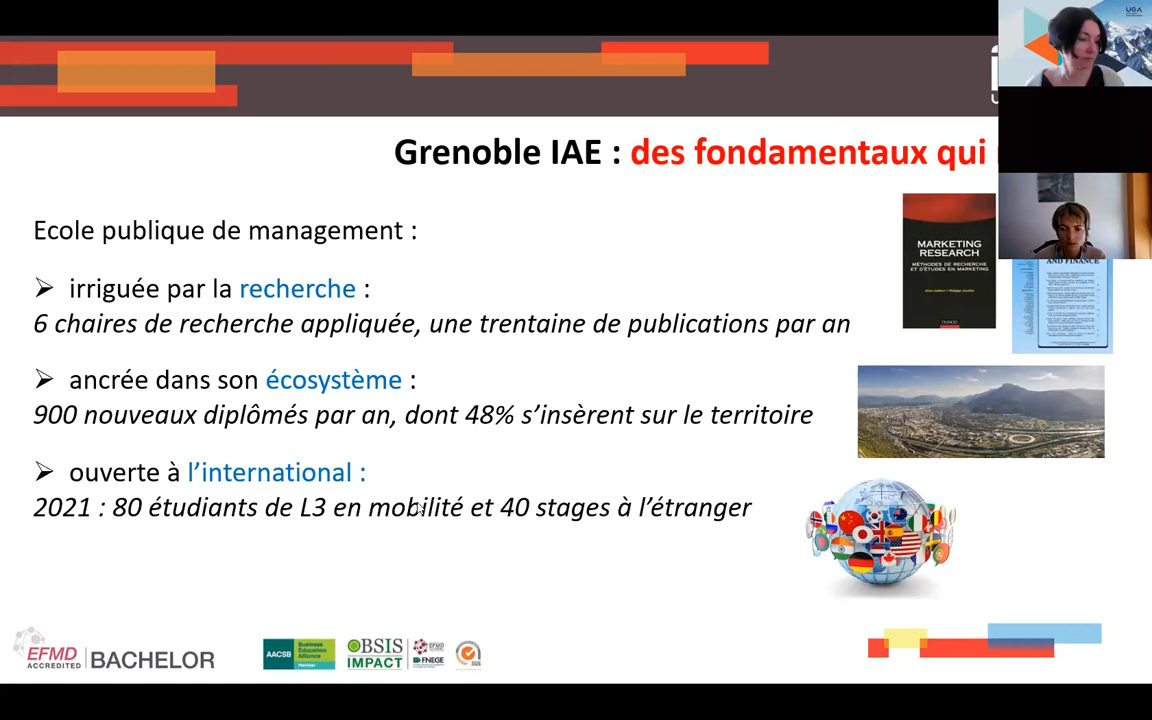 UGA
Grenoble IAE : des fondamentaux qui
Ecole publique de management :
MARKETING
RESEARCH
MÉTHODES DE RECHERCHE
ET D'ÉTUDES EN MARKETING
DUNOD
AND FINANCE
➢ irriguée par la recherche :
6 chaires de recherche appliquée, une trentaine de publications par an
➢ ancrée dans son écosystème :
900 nouveaux diplômés par an, dont 48% s’insèrent sur le territoire
➢ ouverte à l’international :
2021 : 80 étudiants de L3 en mobilité et 40 stages à l’étranger
EFMD
ACCREDITED
BACHELOR
AACSB
Business
Education
Alliance
Member
BSIS
IMPACT
EFMD
FNEGE